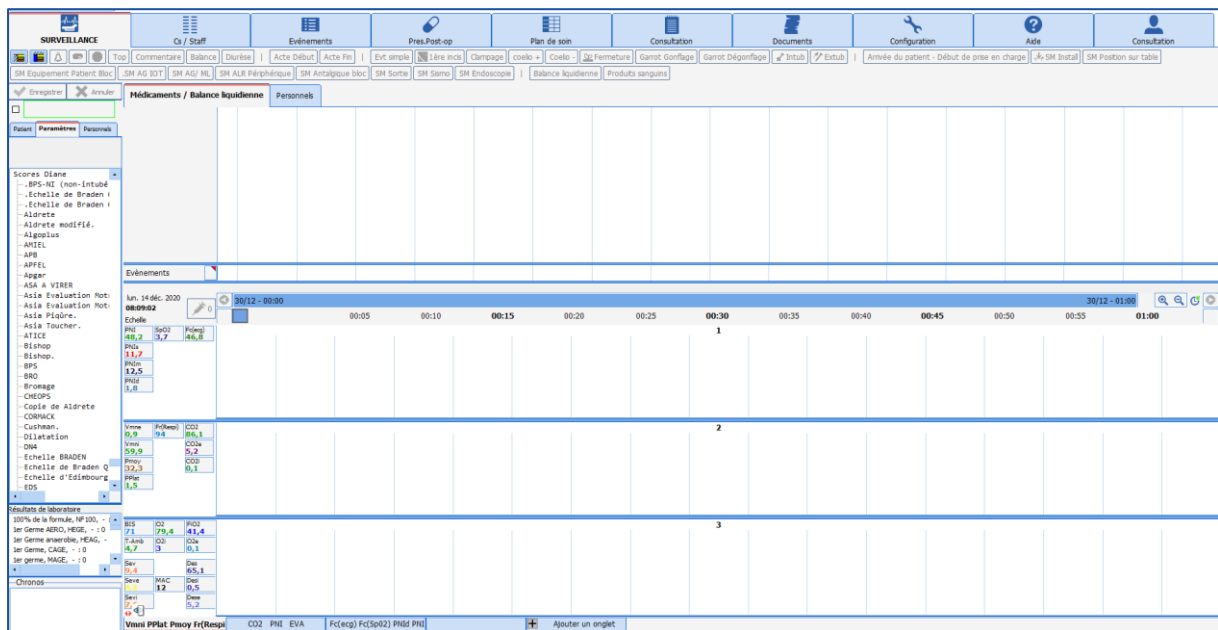 SURVEILLANCE Cs / Staff Evénements Pres.Post-op Plan de soin Consultation Documents Configuration Aide Consultation
Top Commentaire Balance Diurèse | Acte Début Acte Fin | Evt simple 1ère incis Clampage coelio + Coelio - Fermeture Garrot Gonflage Garrot Dégonflage Intub Extub | Arrivée du patient - Début de prise en charge SM Install SM Position sur table
SM Equipement Patient Bloc .SM AG IOT SM AG/ ML SM ALR Périphérique SM Antalgique bloc SM Sortie SM Sismo SM Endoscopie | Balance liquidienne Produits sanguins
Enregistrer Annuler
Médicaments / Balance liquidienne Personnels
Patient Paramètres Personnels
Scores Diane
.BPS-NI (non-intubé
.Echelle de Braden
.Echelle de Braden
Aldrete
Aldrete modifié.
Algoplus
AMIEL
APB
APFEL
Apgar
ASA A VIRER
Asia Evaluation Mot
Asia Evaluation Mot
Asia Piqûre.
Asia Toucher.
ATICE
Bishop
Bishop.
BPS
BRO
Bromage
CHEOPS
Copie de Aldrete
CORMACK
Cushman.
Dilatation
DN4
Echelle BRADEN
Echelle de Braden Q
Echelle d'Edimbourg
EDS
Résultats de laboratoire
100% de la formule, NF100, -
1er Germe AERO, HEGE, - : 0
1er Germe anaerobie, HEAG, -
1er Germe, CAGE, - : 0
1er germe, MAGE, - : 0
Chronos
Evènements
lun. 14 déc. 2020
08:09:02
0
30/12 - 00:00 30/12 - 01:00
Echelle
00:05 00:10 00:15 00:20 00:25 00:30 00:35 00:40 00:45 00:50 00:55 01:00
1
PNI SpO2 Fc(ecg)
48,2 3,7 46,8
PNIs
11,7
PNIm
12,5
PNId
1,8
2
Vmne Fr(Resp) CO2
0,9 94 86,1
Vmni CO2e
59,9 5,2
Pmoy CO2i
32,3 0,1
PPlat
1,5
3
BIS O2 FiO2
71 79,4 41,4
T-Amb O2i O2e
4,7 3 0,1
Sev Des
9,4 65,1
Seve MAC Desi
12 0,5
Sevi Dese
5,2
Vmni PPlat Pmoy Fr(Respi CO2 PNI EVA Fc(ecg) Fc(Sp02) PNId PNI + Ajouter un onglet